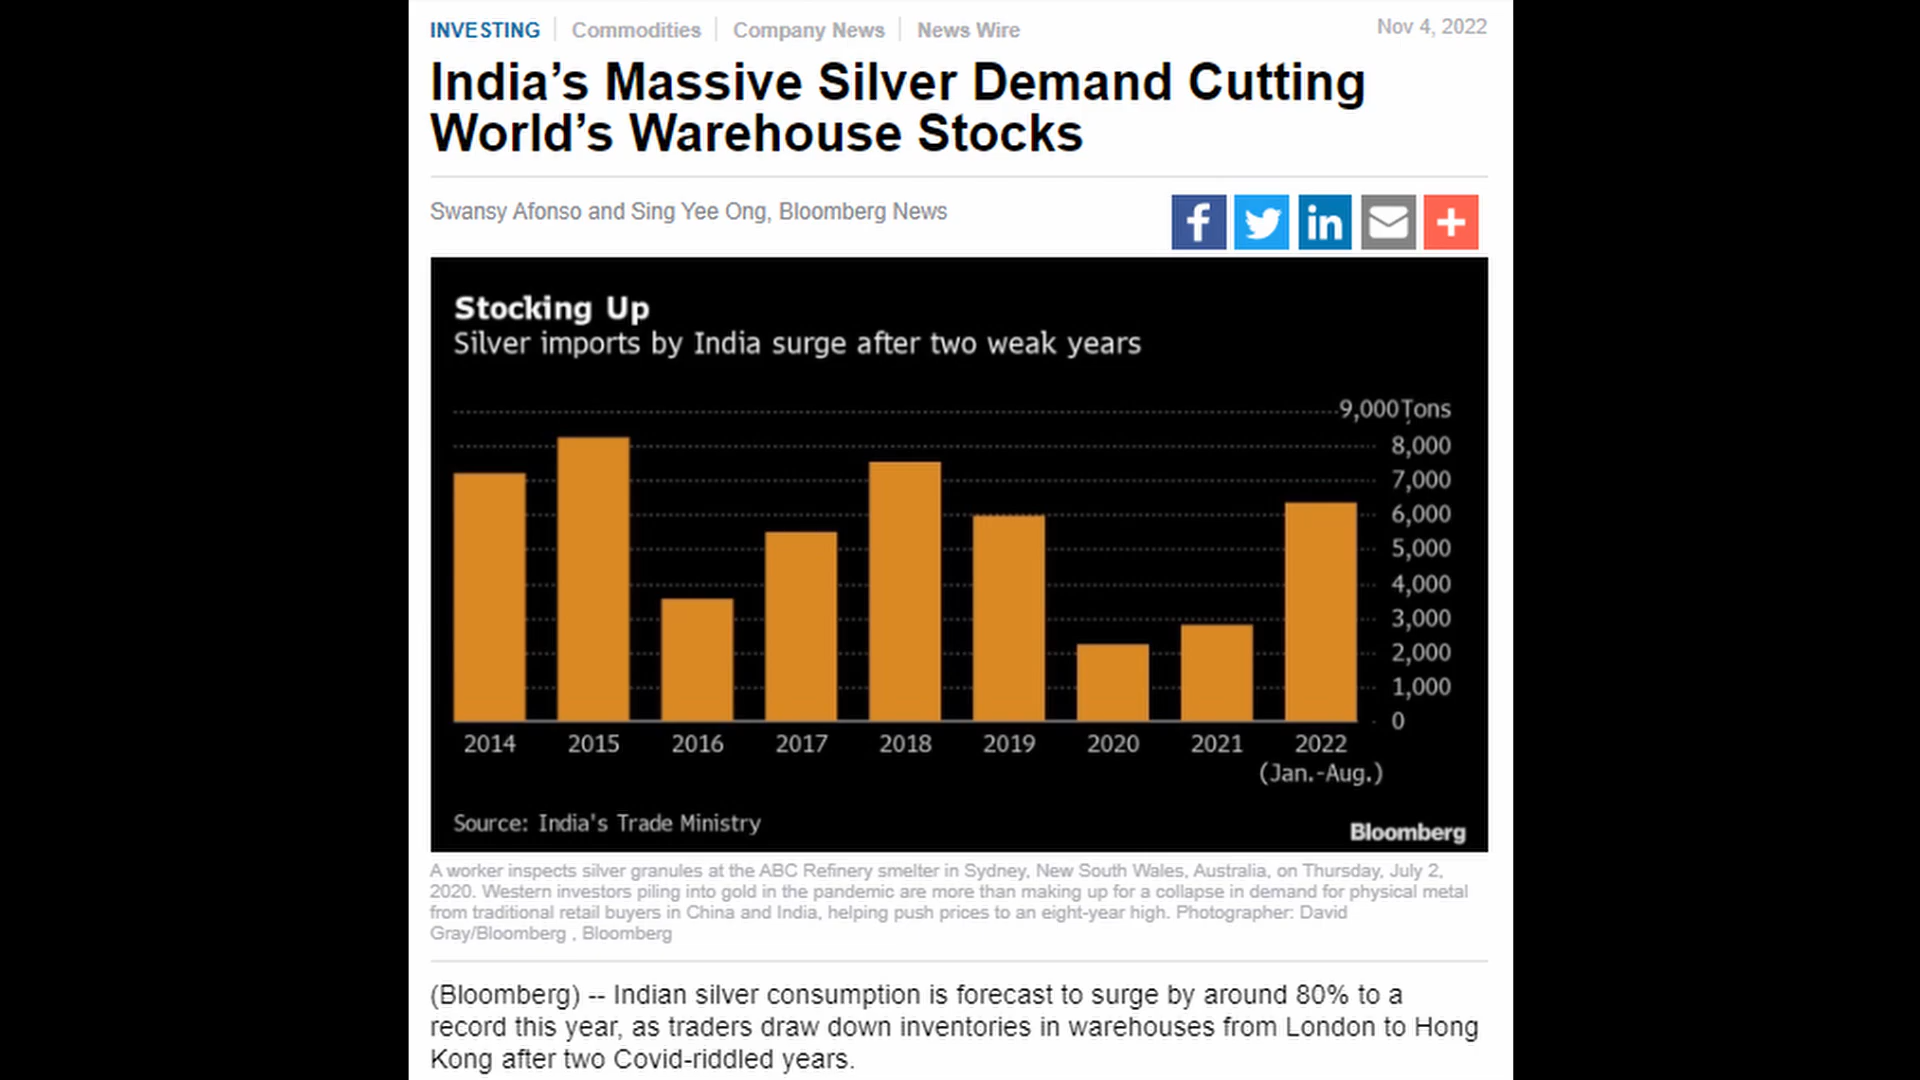 INVESTING | Commodities | Company News | News Wire
Nov 4, 2022
India’s Massive Silver Demand Cutting
World’s Warehouse Stocks
Swansy Afonso and Sing Yee Ong, Bloomberg News
Stocking Up
Silver imports by India surge after two weak years
9,000 Tons
8,000
7,000
6,000
5,000
4,000
3,000
2,000
1,000
0
2014 2015 2016 2017 2018 2019 2020 2021 2022
(Jan.-Aug.)
Source: India's Trade Ministry
Bloomberg
A worker inspects silver granules at the ABC Refinery smelter in Sydney, New South Wales, Australia, on Thursday, July 2,
2020. Western investors piling into gold in the pandemic are more than making up for a collapse in demand for physical metal
from traditional retail buyers in China and India, helping push prices to an eight-year high. Photographer: David
Gray/Bloomberg , Bloomberg
(Bloomberg) -- Indian silver consumption is forecast to surge by around 80% to a
record this year, as traders draw down inventories in warehouses from London to Hong
Kong after two Covid-riddled years.